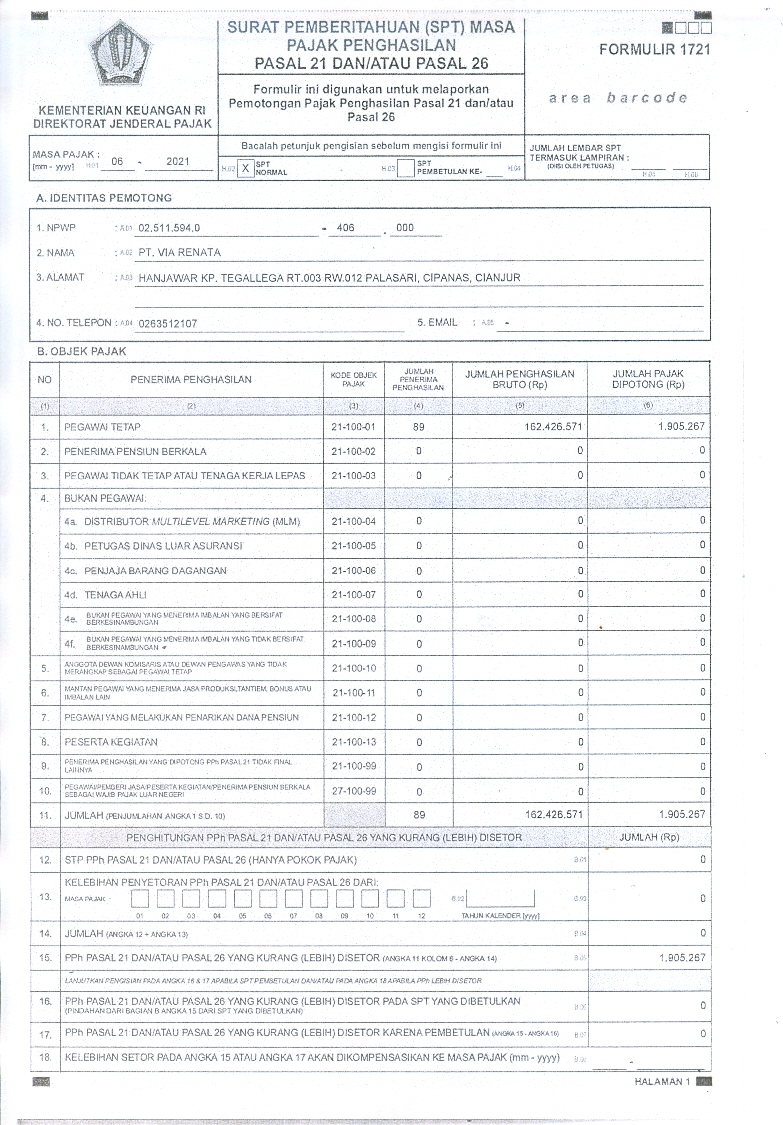 SURAT PEMBERITAHUAN (SPT) MASA
PAJAK PENGHASILAN
PASAL 21 DAN/ATAU PASAL 26
Formulir ini digunakan untuk melaporkan
Pemotongan Pajak Penghasilan Pasal 21 dan/atau
Pasal 26
FORMULIR 1721
area barcode
KEMENTERIAN KEUANGAN RI
DIREKTORAT JENDERAL PAJAK
MASA PAJAK :
[mm - yyyy] H.01 06 - 2021
Bacalah petunjuk pengisian sebelum mengisi formulir ini
H.02 X SPT NORMAL H.03 SPT PEMBETULAN KE- H.04
JUMLAH LEMBAR SPT
TERMASUK LAMPIRAN :
(DIISI OLEH PETUGAS)
A. IDENTITAS PEMOTONG
1. NPWP : A.01 02.511.594.0 - 406 . 000
2. NAMA : A.02 PT. VIA RENATA
3. ALAMAT : A.03 HANJAWAR KP. TEGALLEGA RT.003 RW.012 PALASARI, CIPANAS, CIANJUR
4. NO. TELEPON : A.04 0263512107 5. EMAIL : A.05 -
B. OBJEK PAJAK
NO PENERIMA PENGHASILAN KODE OBJEK PAJAK JUMLAH PENERIMA PENGHASILAN JUMLAH PENGHASILAN BRUTO (Rp) JUMLAH PAJAK DIPOTONG (Rp)
(1) (2) (3) (4) (5) (6)
1. PEGAWAI TETAP 21-100-01 89 162.426.571 1.905.267
2. PENERIMA PENSIUN BERKALA 21-100-02 0 0 0
3. PEGAWAI TIDAK TETAP ATAU TENAGA KERJA LEPAS 21-100-03 0 0 0
4. BUKAN PEGAWAI:
4a. DISTRIBUTOR MULTILEVEL MARKETING (MLM) 21-100-04 0 0 0
4b. PETUGAS DINAS LUAR ASURANSI 21-100-05 0 0 0
4c. PENJAJA BARANG DAGANGAN 21-100-06 0 0 0
4d. TENAGA AHLI 21-100-07 0 0 0
4e. BUKAN PEGAWAI YANG MENERIMA IMBALAN YANG BERSIFAT BERKESINAMBUNGAN 21-100-08 0 0 0
4f. BUKAN PEGAWAI YANG MENERIMA IMBALAN YANG TIDAK BERSIFAT BERKESINAMBUNGAN 21-100-09 0 0 0
5. ANGGOTA DEWAN KOMISARIS ATAU DEWAN PENGAWAS YANG TIDAK MERANGKAP SEBAGAI PEGAWAI TETAP 21-100-10 0 0 0
6. MANTAN PEGAWAI YANG MENERIMA JASA PRODUKSI, TANTIEM, BONUS ATAU IMBALAN LAIN 21-100-11 0 0 0
7. PEGAWAI YANG MELAKUKAN PENARIKAN DANA PENSIUN 21-100-12 0 0 0
8. PESERTA KEGIATAN 21-100-13 0 0 0
9. PENERIMA PENGHASILAN YANG DIPOTONG PPh PASAL 21 TIDAK FINAL LAINNYA 21-100-99 0 0 0
10. PEGAWAI/PEMBERI JASA/PESERTA KEGIATAN/PENERIMA PENSIUN BERKALA SEBAGAI WAJIB PAJAK LUAR NEGERI 27-100-99 0 0 0
11. JUMLAH (PENJUMLAHAN ANGKA 1 S.D. 10) 89 162.426.571 1.905.267
PENGHITUNGAN PPh PASAL 21 DAN/ATAU PASAL 26 YANG KURANG (LEBIH) DISETOR JUMLAH (Rp)
12. STP PPh PASAL 21 DAN/ATAU PASAL 26 (HANYA POKOK PAJAK) B.01 0
13. KELEBIHAN PENYETORAN PPh PASAL 21 DAN/ATAU PASAL 26 DARI:
MASA PAJAK : B.02 B.03 0
01 02 03 04 05 06 07 08 09 10 11 12 TAHUN KALENDER [yyyy]
14. JUMLAH (ANGKA 12 + ANGKA 13) B.04 0
15. PPh PASAL 21 DAN/ATAU PASAL 26 YANG KURANG (LEBIH) DISETOR (ANGKA 11 KOLOM 6 - ANGKA 14) B.05 1.905.267
LANJUTKAN PENGISIAN PADA ANGKA 16 & 17 APABILA SPT PEMBETULAN DAN/ATAU PADA ANGKA 18 APABILA PPh LEBIH DISETOR
16. PPh PASAL 21 DAN/ATAU PASAL 26 YANG KURANG (LEBIH) DISETOR PADA SPT YANG DIBETULKAN B.06 0
(PINDAHAN DARI BAGIAN B ANGKA 15 DARI SPT YANG DIBETULKAN)
17. PPh PASAL 21 DAN/ATAU PASAL 26 YANG KURANG (LEBIH) DISETOR KARENA PEMBETULAN (ANGKA 15 - ANGKA 16) B.07 0
18. KELEBIHAN SETOR PADA ANGKA 15 ATAU ANGKA 17 AKAN DIKOMPENSASIKAN KE MASA PAJAK (mm - yyyy) B.08 -
HALAMAN 1